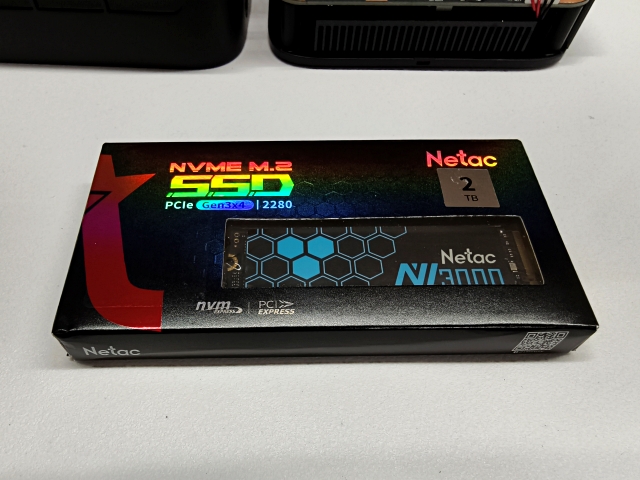 NVME M.2
SSD
PCIe Gen3x4 | 2280
Netac
2
TB
Netac
NV3000
nvm
EXPRESS
PCI
EXPRESS
Netac